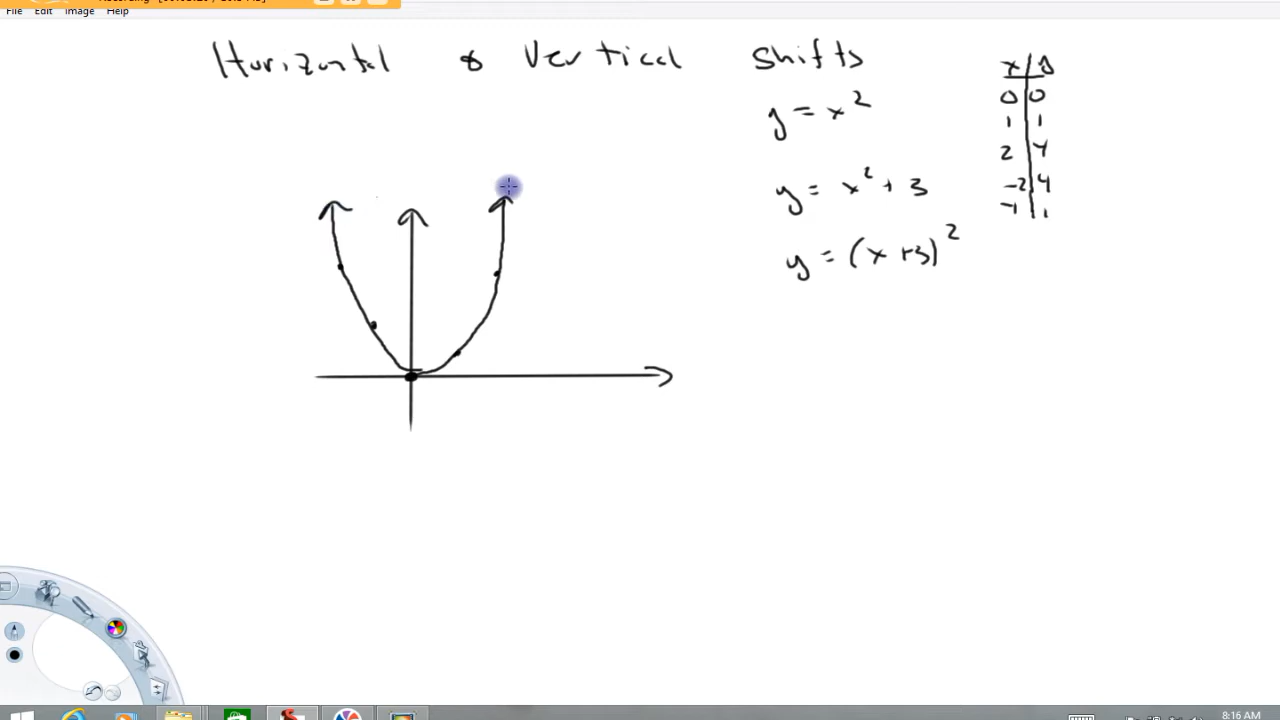 File Edit Image Help
Horizontal & Vertical Shifts
y = x²
y = x² + 3
y = (x+3)²
x y
0 0
1 1
2 4
-2 4
-1 1
8:16 AM